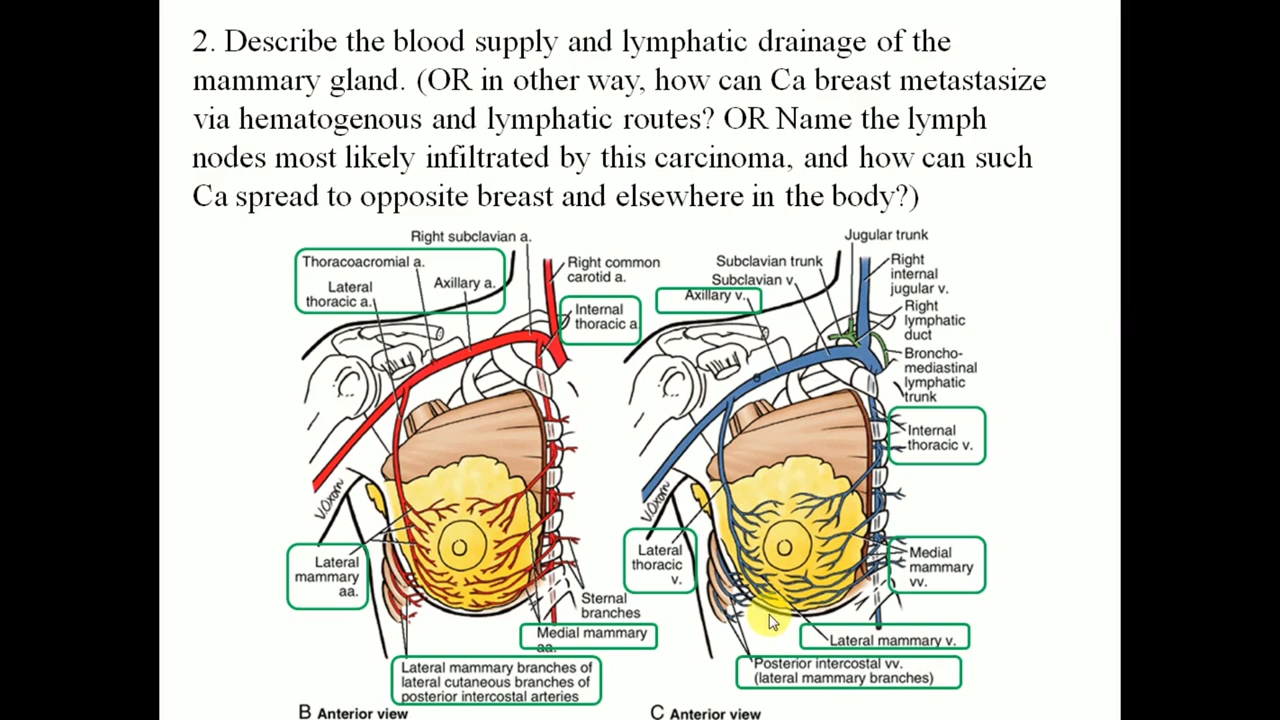 2. Describe the blood supply and lymphatic drainage of the
mammary gland. (OR in other way, how can Ca breast metastasize
via hematogenous and lymphatic routes? OR Name the lymph
nodes most likely infiltrated by this carcinoma, and how can such
Ca spread to opposite breast and elsewhere in the body?)
Right subclavian a.
Thoracoacromial a.
Lateral
thoracic a.
Axillary a.
Right common
carotid a.
Internal
thoracic a
V.Oxorn
Lateral
mammary
aa.
Sternal
branches
Medial mammary
aa.
Lateral mammary branches of
lateral cutaneous branches of
posterior intercostal arteries
B Anterior view
Jugular trunk
Subclavian trunk
Subclavian v.
Axillary v.
Right
internal
jugular v.
Right
lymphatic
duct
Broncho-
mediastinal
lymphatic
trunk
Internal
thoracic v.
V.Oxorn
Lateral
thoracic
v.
Medial
mammary
vv.
Lateral mammary v.
Posterior intercostal vv.
(lateral mammary branches)
C Anterior view